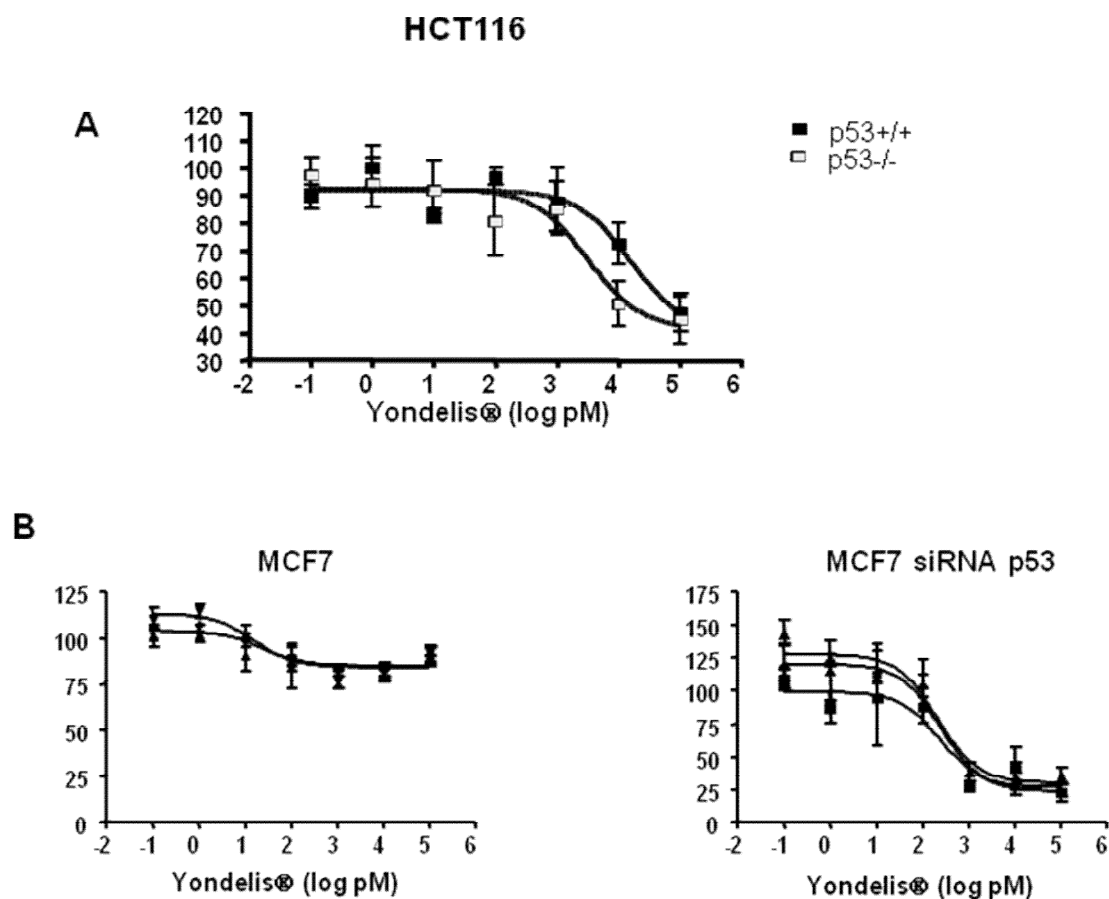 HCT116
A
120
110
100
90
80
70
60
50
40
30
-2 -1 0 1 2 3 4 5 6
Yondelis® (log pM)
p53+/+
p53-/-
B
MCF7
125
100
75
50
25
0
-2 -1 0 1 2 3 4 5 6
Yondelis® (log pM)
MCF7 siRNA p53
175
150
125
100
75
50
25
0
-2 -1 0 1 2 3 4 5 6
Yondelis® (log pM)